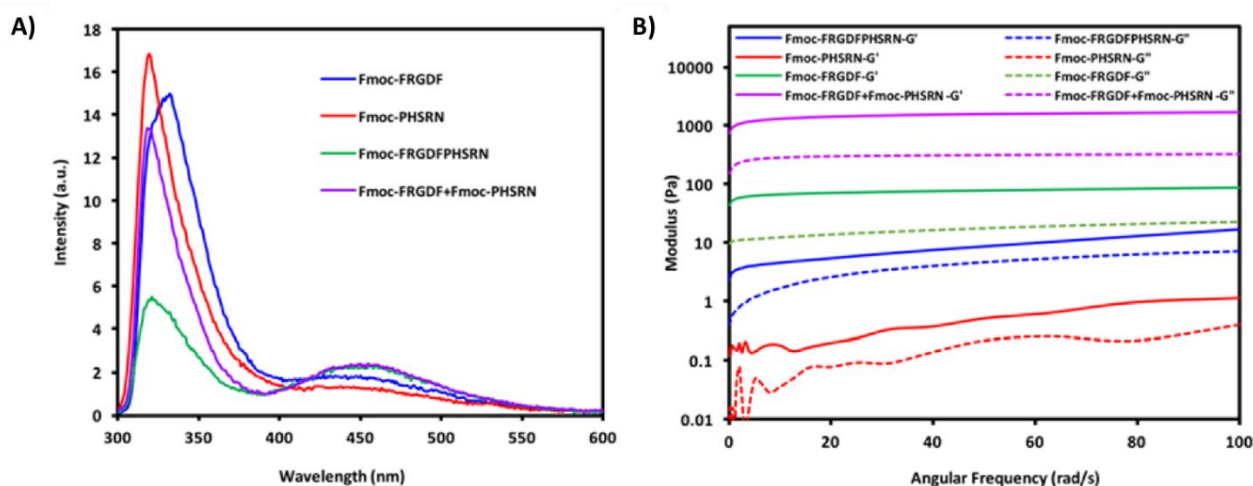 A)
18
16
14
12
10
8
6
4
2
0
Intensity (a.u.)
Fmoc-FRGDF
Fmoc-PHSRN
Fmoc-FRGDFPHSRN
Fmoc-FRGDF+Fmoc-PHSRN
300 350 400 450 500 550 600
Wavelength (nm)
B)
Fmoc-FRGDFPHSRN-G' Fmoc-FRGDFPHSRN-G"
Fmoc-PHSRN-G' Fmoc-PHSRN-G"
Fmoc-FRGDF-G' Fmoc-FRGDF-G"
Fmoc-FRGDF+Fmoc-PHSRN -G' Fmoc-FRGDF+Fmoc-PHSRN -G"
10000
1000
100
10
1
0.1
0.01
Modulus (Pa)
0 20 40 60 80 100
Angular Frequency (rad/s)